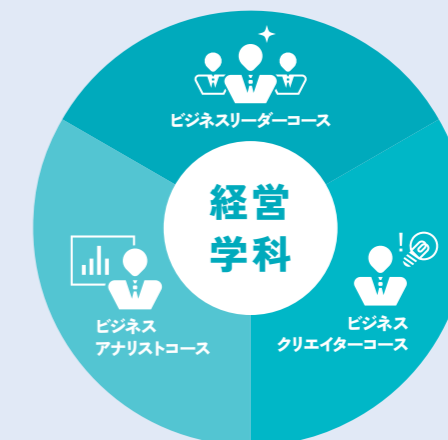 ビジネスリーダーコース
経営
学科
ビジネス
アナリストコース
ビジネス
クリエイターコース